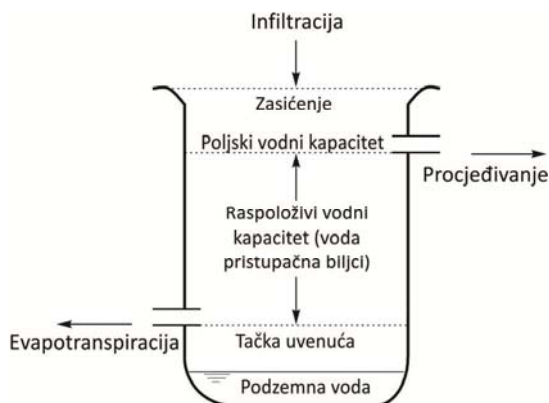 Infiltracija
Zasićenje
Poljski vodni kapacitet
Procjeđivanje
Raspoloživi vodni
kapacitet (voda
pristupačna biljci)
Evapotranspiracija
Tačka uvenuća
Podzemna voda